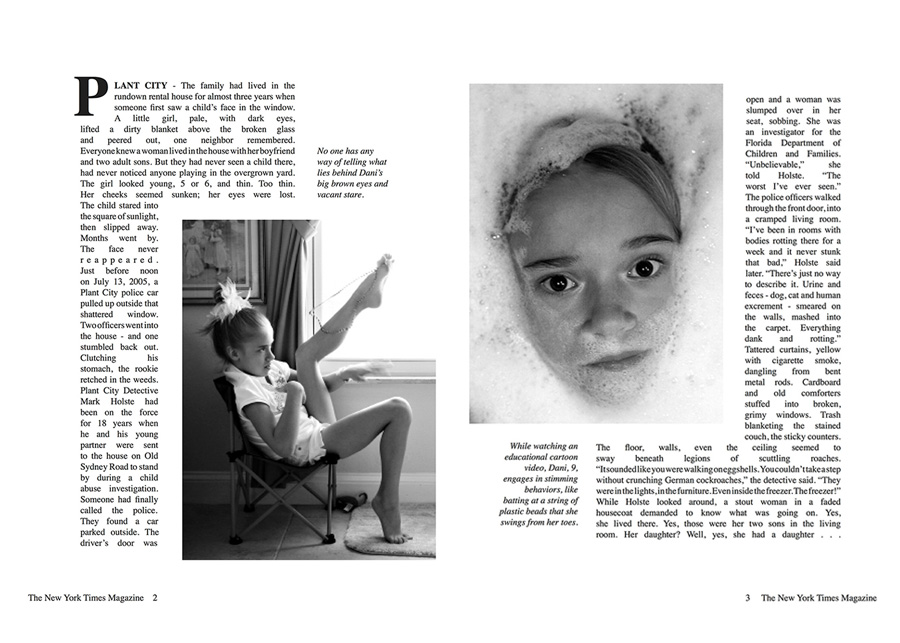 PLANT CITY - The family had lived in the
rundown rental house for almost three years when
someone first saw a child's face in the window.
A little girl, pale, with dark eyes,
lifted a dirty blanket above the broken glass
and peered out, one neighbor remembered.
Everyone knew a woman lived in the house with her boyfriend
and two adult sons. But they had never seen a child there,
had never noticed anyone playing in the overgrown yard.
The girl looked young, 5 or 6, and thin. Too thin.
Her cheeks seemed sunken; her eyes were lost.
The child stared into
the square of sunlight,
then slipped away.
Months went by.
The face never
reappeared.
Just before noon
on July 13, 2005, a
Plant City police car
pulled up outside that
shattered window.
Two officers went into
the house - and one
stumbled back out.
Clutching his
stomach, the rookie
retched in the weeds.
Plant City Detective
Mark Holste had
been on the force
for 18 years when
he and his young
partner were sent
to the house on Old
Sydney Road to stand
by during a child
abuse investigation.
Someone had finally
called the police.
They found a car
parked outside. The
driver's door was
No one has any
way of telling what
lies behind Dani's
big brown eyes and
vacant stare.
The New York Times Magazine 2
open and a woman was
slumped over in her
seat, sobbing. She was
an investigator for the
Florida Department of
Children and Families.
"Unbelievable," she
told Holste. "The
worst I've ever seen."
The police officers walked
through the front door, into
a cramped living room.
"I've been in rooms with
bodies rotting there for a
week and it never stunk
that bad," Holste said
later. "There's just no way
to describe it. Urine and
feces - dog, cat and human
excrement - smeared on
the walls, mashed into
the carpet. Everything
dank and rotting."
Tattered curtains, yellow
with cigarette smoke,
dangling from bent
metal rods. Cardboard
and old comforters
stuffed into broken,
grimy windows. Trash
blanketing the stained
couch, the sticky counters.
The floor, walls, even the ceiling seemed to
sway beneath legions of scuttling roaches.
"It sounded like you were walking on eggshells. You couldn't take a step
without crunching German cockroaches," the detective said. "They
were in the lights, in the furniture. Even inside the freezer. The freezer!"
While Holste looked around, a stout woman in a faded
housecoat demanded to know what was going on. Yes,
she lived there. Yes, those were her two sons in the living
room. Her daughter? Well, yes, she had a daughter . . .
While watching an
educational cartoon
video, Dani, 9,
engages in stimming
behaviors, like
batting at a string of
plastic beads that she
swings from her toes.
3 The New York Times Magazine